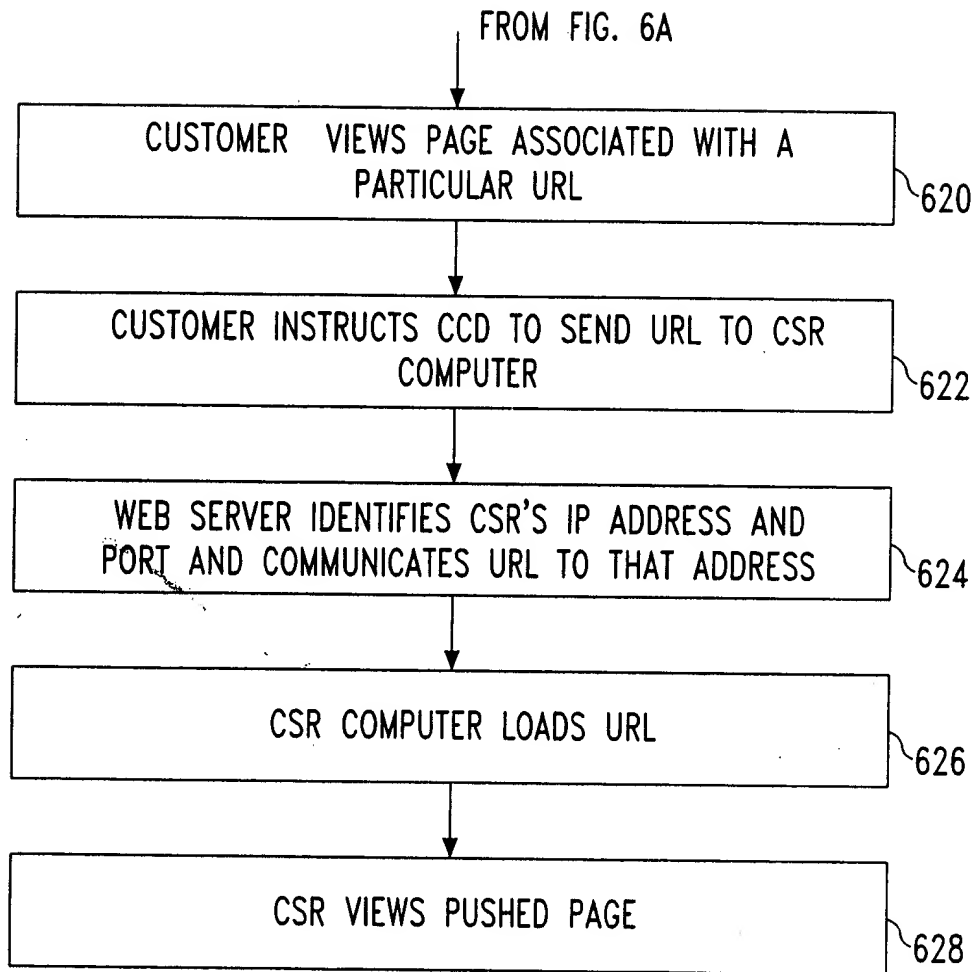 FROM FIG. 6A
CUSTOMER VIEWS PAGE ASSOCIATED WITH A
PARTICULAR URL
620
CUSTOMER INSTRUCTS CCD TO SEND URL TO CSR
COMPUTER
622
WEB SERVER IDENTIFIES CSR'S IP ADDRESS AND
PORT AND COMMUNICATES URL TO THAT ADDRESS
624
CSR COMPUTER LOADS URL
626
CSR VIEWS PUSHED PAGE
628